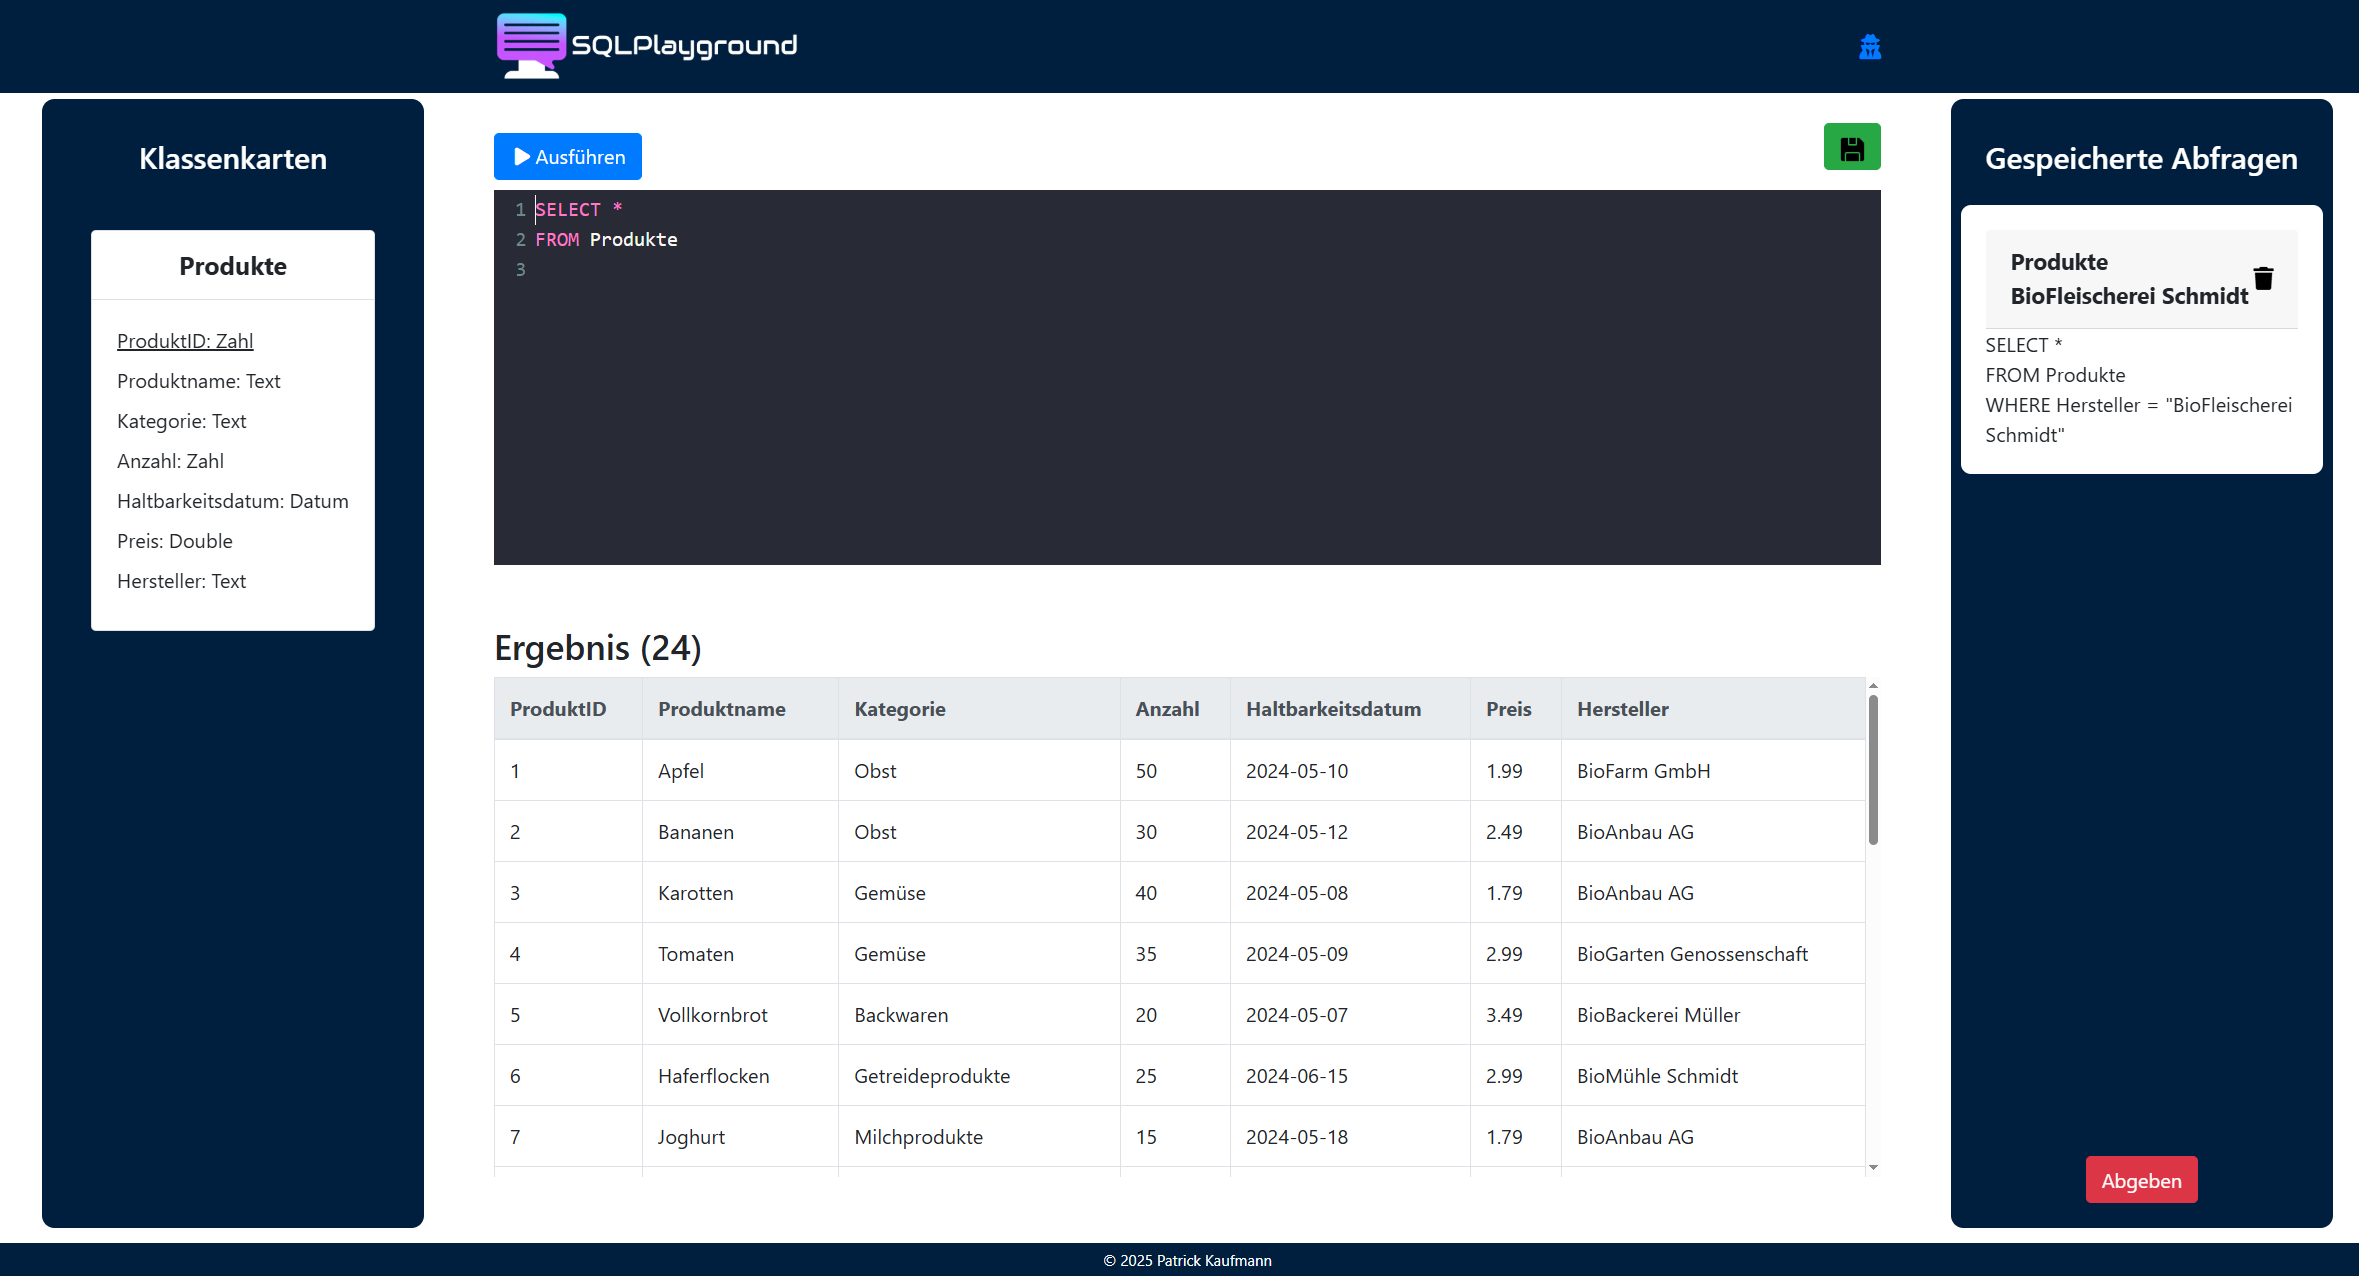 SQLPlayground
Klassenkarten
Produkte
ProduktID: Zahl
Produktname: Text
Kategorie: Text
Anzahl: Zahl
Haltbarkeitsdatum: Datum
Preis: Double
Hersteller: Text
Ausführen
1 SELECT *
2 FROM Produkte
3
Ergebnis (24)
ProduktID Produktname Kategorie Anzahl Haltbarkeitsdatum Preis Hersteller
1 Apfel Obst 50 2024-05-10 1.99 BioFarm GmbH
2 Bananen Obst 30 2024-05-12 2.49 BioAnbau AG
3 Karotten Gemüse 40 2024-05-08 1.79 BioAnbau AG
4 Tomaten Gemüse 35 2024-05-09 2.99 BioGarten Genossenschaft
5 Vollkornbrot Backwaren 20 2024-05-07 3.49 BioBackerei Müller
6 Haferflocken Getreideprodukte 25 2024-06-15 2.99 BioMühle Schmidt
7 Joghurt Milchprodukte 15 2024-05-18 1.79 BioAnbau AG
Gespeicherte Abfragen
Produkte
BioFleischerei Schmidt
SELECT *
FROM Produkte
WHERE Hersteller = "BioFleischerei
Schmidt"
Abgeben
© 2025 Patrick Kaufmann